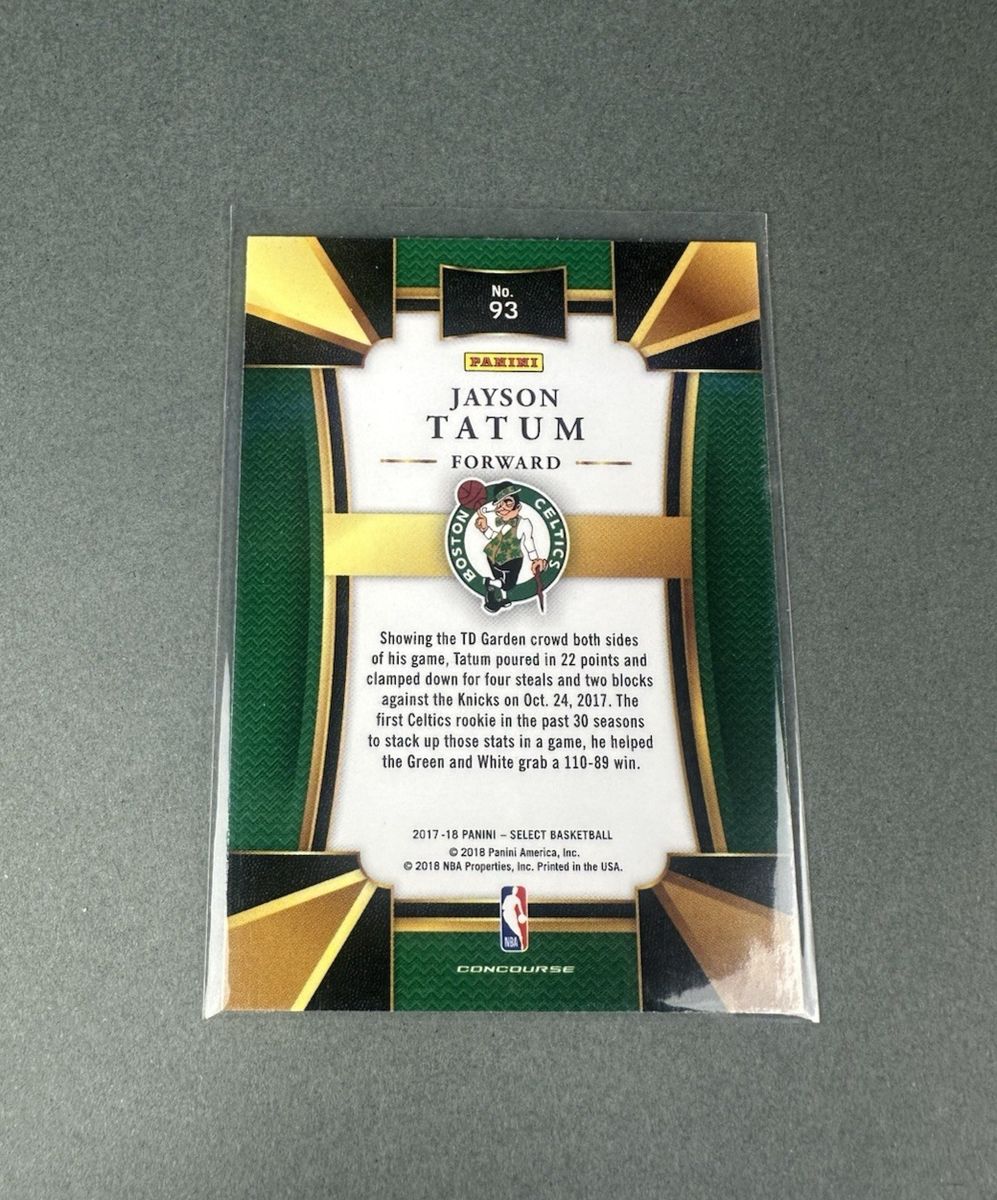 No.
93
PANINI
JAYSON
TATUM
FORWARD
BOSTON CELTICS
Showing the TD Garden crowd both sides
of his game, Tatum poured in 22 points and
clamped down for four steals and two blocks
against the Knicks on Oct. 24, 2017. The
first Celtics rookie in the past 30 seasons
to stack up those stats in a game, he helped
the Green and White grab a 110-89 win.
2017-18 PANINI – SELECT BASKETBALL
© 2018 Panini America, Inc.
© 2018 NBA Properties, Inc. Printed in the USA.
NBA
CONCOURSE